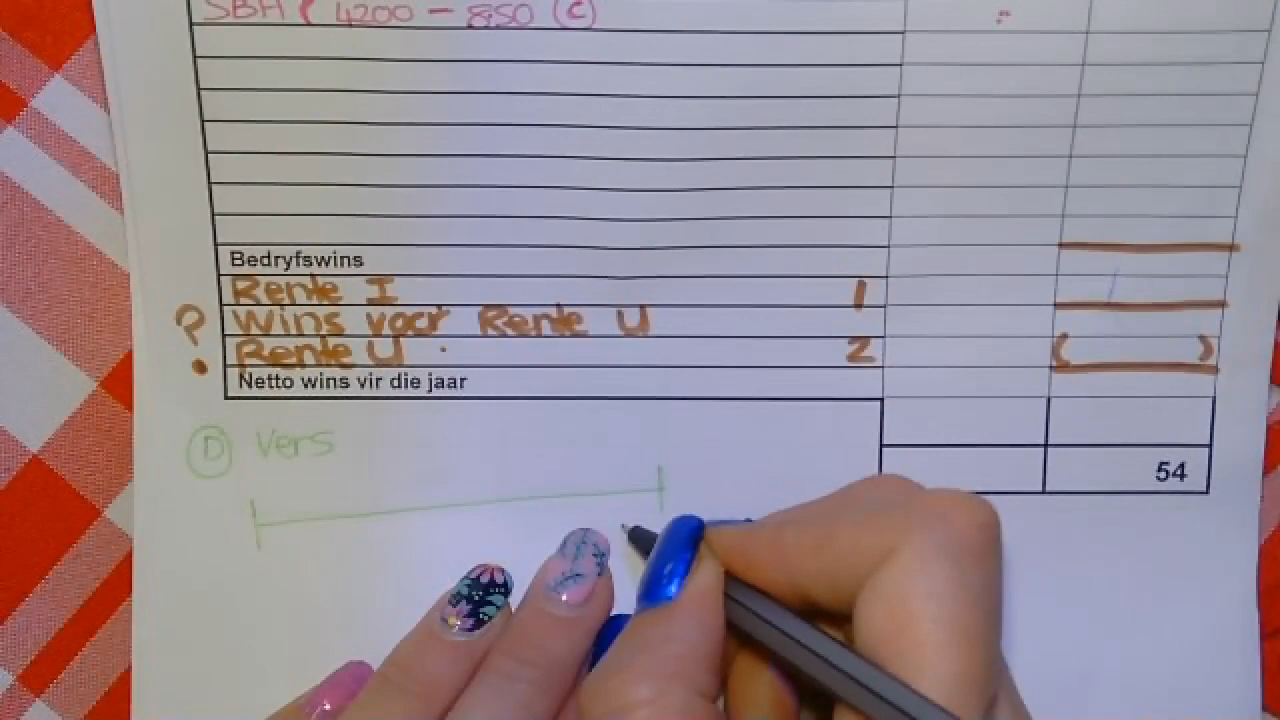 SBH ( 4200 - 850 (C)
Bedryfswins
Rente I 1
? Wins voor Rente U
Rente U 2 ( )
Netto wins vir die jaar
54
D Vers